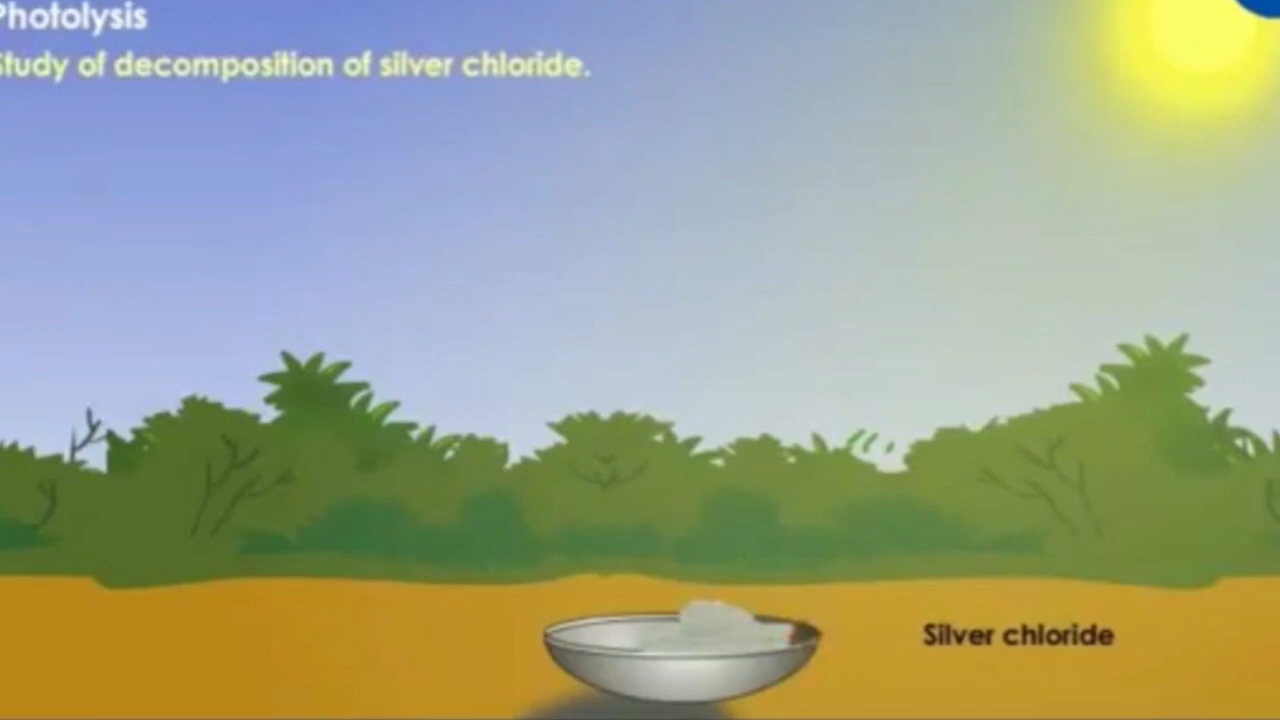 Photolysis
Study of decomposition of silver chloride.
Silver chloride